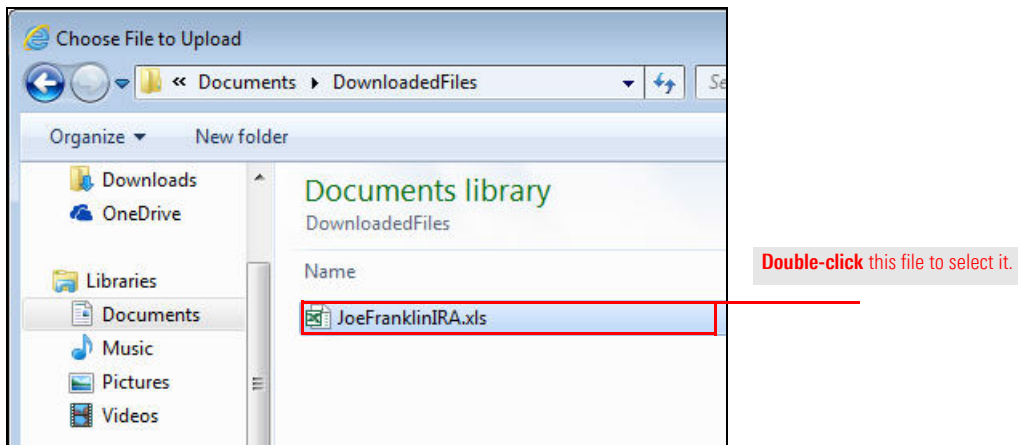 Choose File to Upload
« Documents DownloadedFiles
Organize New folder
Downloads
OneDrive
Libraries
Documents
Music
Pictures
Videos
Documents library
DownloadedFiles
Name
JoeFranklinIRA.xls
Double-click this file to select it.